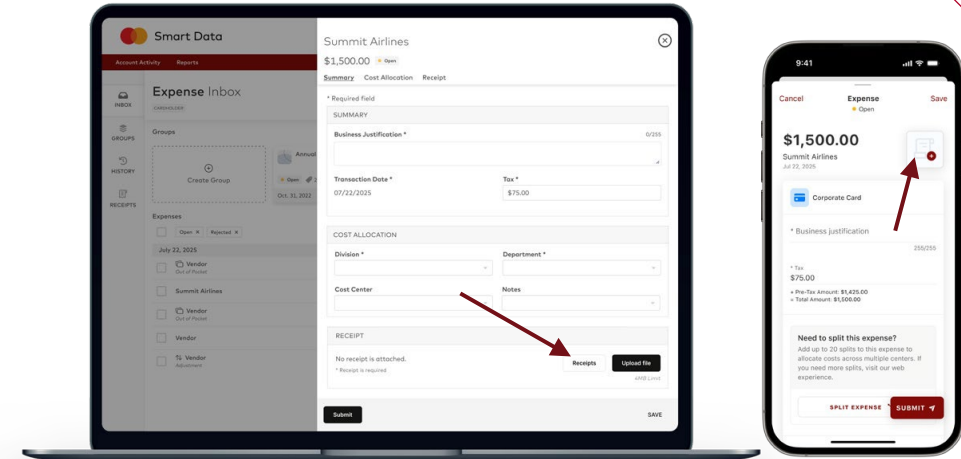 Smart Data
Account Activity Reports
INBOX
GROUPS
HISTORY
RECEIPTS
Expense Inbox
CARDHOLDER
Groups
Create Group
Annual
Open
Oct. 31, 2022
Expenses
Open × Rejected ×
July 22, 2025
Vendor
Out of Pocket
Summit Airlines
Vendor
Out of Pocket
Vendor
Vendor
Adjustment
Summit Airlines
$1,500.00 Open
Summary Cost Allocation Receipt
* Required field
SUMMARY
Business Justification * 0/255
Transaction Date * Tax *
07/22/2025 $75.00
COST ALLOCATION
Division * Department *
Cost Center Notes
RECEIPT
No receipt is attached.
* Receipt is required
Receipts Upload file
4MB Limit
Submit SAVE
9:41
Cancel Expense Save
Open
$1,500.00
Summit Airlines
Jul 22, 2025
Corporate Card
* Business justification
255/255
* Tax
$75.00
+ Pre-Tax Amount: $1,425.00
= Total Amount: $1,500.00
Need to split this expense?
Add up to 20 splits to this expense to
allocate costs across multiple centers. If
you need more splits, visit our web
experience.
SPLIT EXPENSE SUBMIT